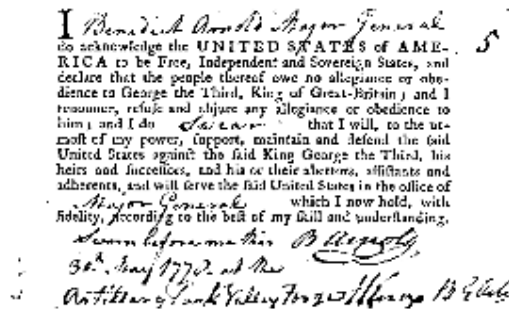 I Benedict Arnold Major General
do acknowledge the UNITED STATES of AME-
RICA to be Free, Independent and Sovereign States, and
declare that the people thereof owe no allegiance or obe-
dience to George the Third, King of Great-Britain; and I
renounce, refuse and abjure any allegiance or obedience to
him; and I do Swear that I will, to the ut-
most of my power, support, maintain and defend the said
United States against the said King George the Third, his
heirs and successors, and his or their abettors, assistants and
adherents, and will serve the said United States in the office of
Major General which I now hold, with
fidelity, according to the best of my skill and understanding.
Sworn before me this B Arnold
30th May 1778 at the
Artillery Park Valley Forge HKnox B G
5